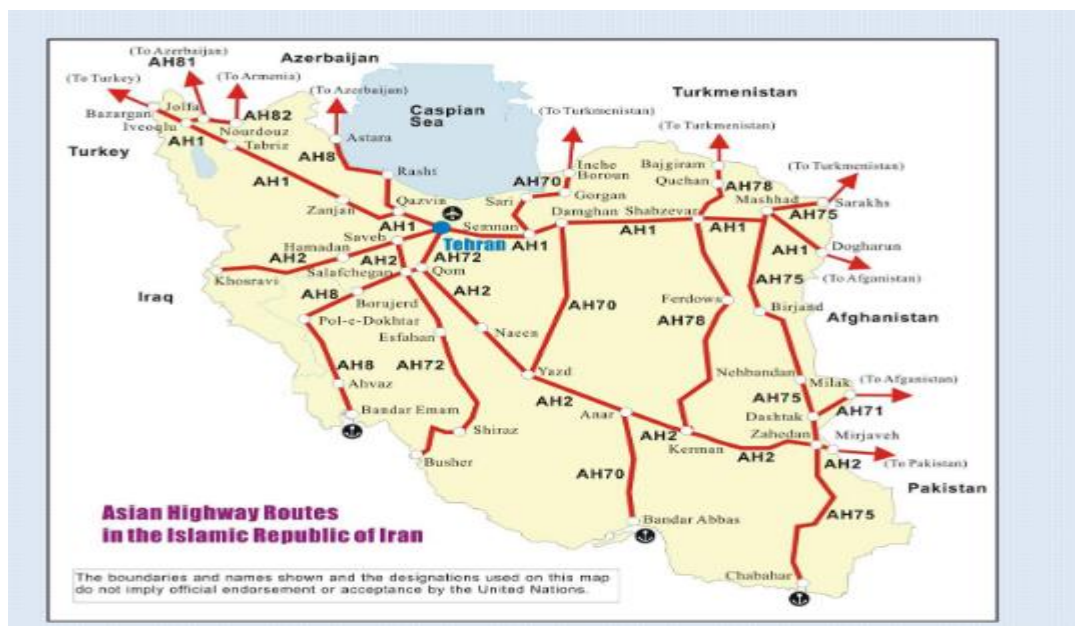 (To Azerbaijan)
AH81
Azerbaijan
(To Turkey)
(To Armenia)
(To Azerbaijan)
Turkmenistan
Jolfa
Caspian
Sea
(To Turkmenistan)
Bazargan
AH82
Iveoglu
Nourdouz
(To Turkmenistan)
AH1
Tabriz
Astara
Turkey
AH8
Inche
Boroun
Bajgiram
(To Turkmenistan)
Rasht
AH70
Quchan
AH78
AH1
Sari
Gorgan
Mashhad
Sarakhs
Zanjan
Qazvin
Damghan
Shabzevar
AH75
AH1
Semnan
AH1
AH1
AH1
Saveh
Tehran
Dogharun
Hamadan
AH2
AH2
AH72
AH75
(To Afganistan)
Khosravi
Salafchegan
Qom
AH8
AH2
Iraq
Borujerd
AH70
Ferdows
Birjand
Pol-e-Dokhtar
AH78
Afghanistan
Esfahan
Naeen
AH8
AH72
Yazd
Nehbandan
Milak
(To Afganistan)
Ahvaz
AH2
AH75
AH71
Bandar Emam
Anar
Dashtak
Shiraz
AH2
Zahedan
Mirjaveh
Kerman
AH2
AH2
Busher
(To Pakistan)
AH70
Pakistan
Asian Highway Routes
in the Islamic Republic of Iran
Bandar Abbas
AH75
Chabahar
The boundaries and names shown and the designations used on this map
do not imply official endorsement or acceptance by the United Nations.